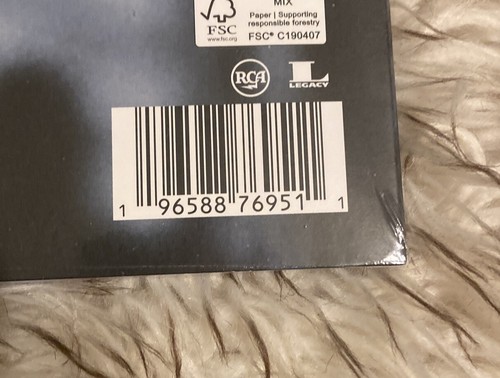 MIX
Paper | Supporting
responsible forestry
FSC® C190407
FSC
www.fsc.org
RCA
L
LEGACY
1 96588 76951 1